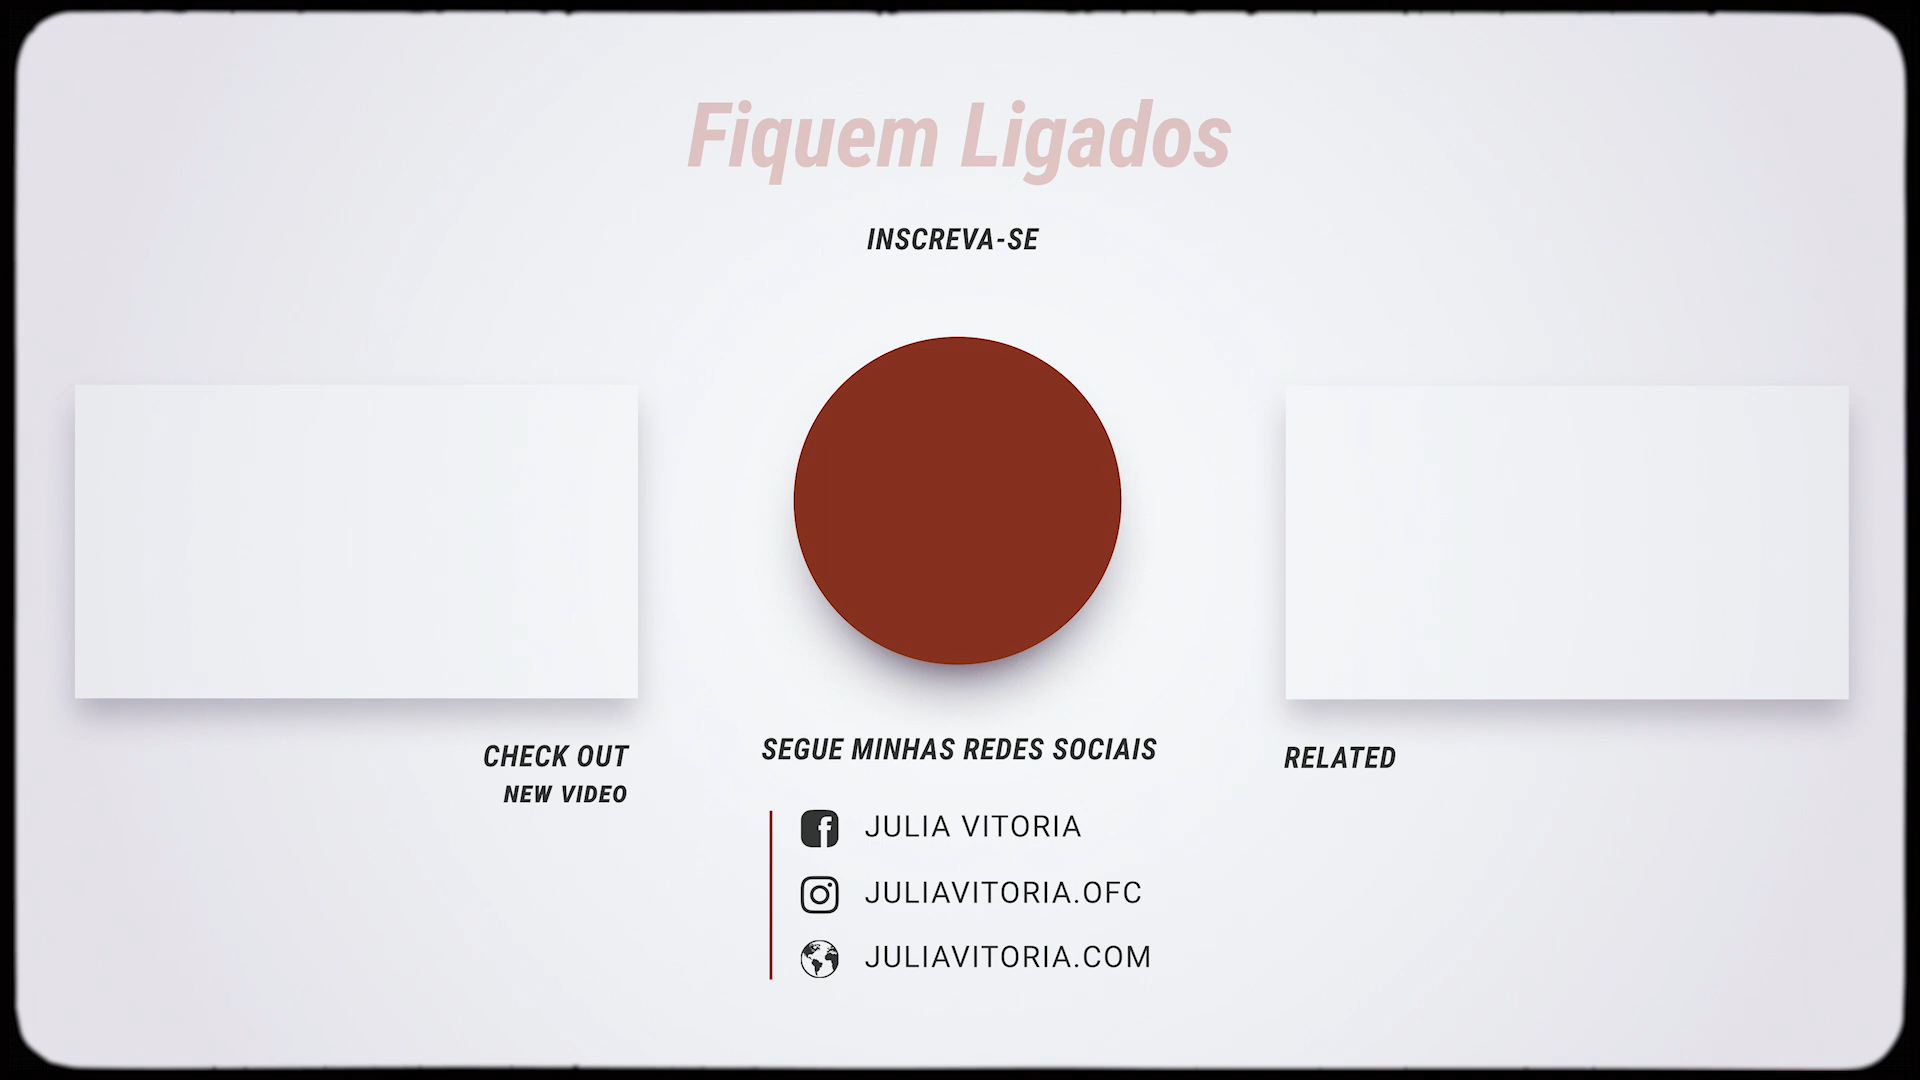 Fiquem Ligados
INSCREVA-SE
CHECK OUT
NEW VIDEO
SEGUE MINHAS REDES SOCIAIS
JULIA VITORIA
JULIAVITORIA.OFC
JULIAVITORIA.COM
RELATED